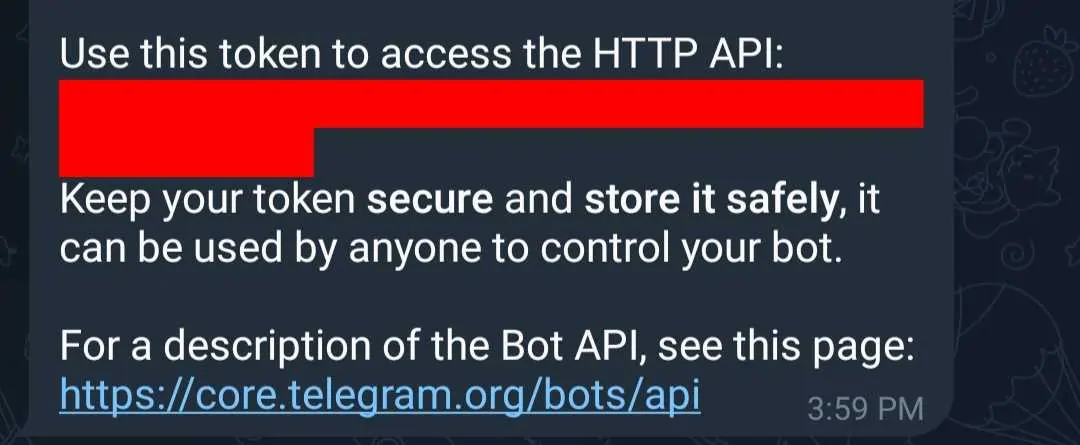 Use this token to access the HTTP API:
Keep your token secure and store it safely, it
can be used by anyone to control your bot.
For a description of the Bot API, see this page:
https://core.telegram.org/bots/api
3:59 PM